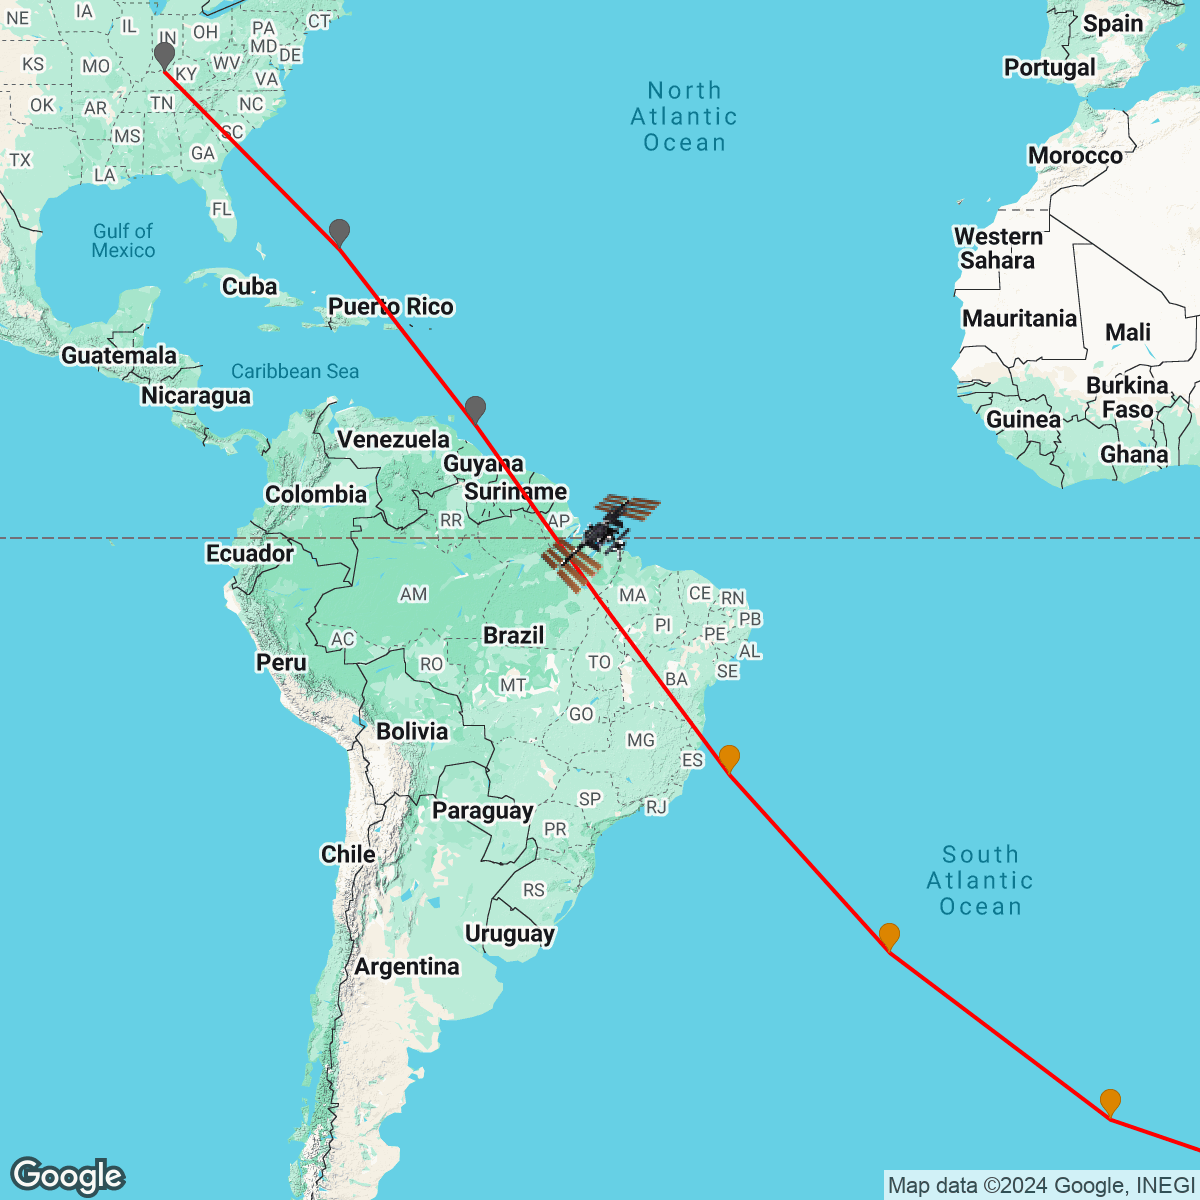 NE
IA
IL
IN
OH
PA
CT
MD
DE
KS
MO
KY
WV
VA
OK
AR
TN
NC
MS
SC
TX
LA
GA
FL
Spain
Portugal
North
Atlantic
Ocean
Morocco
Gulf of
Mexico
Western
Sahara
Cuba
Puerto Rico
Mauritania
Mali
Guatemala
Caribbean Sea
Nicaragua
Burkina
Faso
Guinea
Ghana
Venezuela
Guyana
Suriname
Colombia
RR
AP
Ecuador
AM
MA
CE
RN
PI
PB
PE
AL
AC
Brazil
SE
Peru
RO
TO
BA
MT
GO
Bolivia
MG
ES
SP
RJ
Paraguay
PR
Chile
RS
South
Atlantic
Ocean
Uruguay
Argentina
Google
Map data ©2024 Google, INEGI